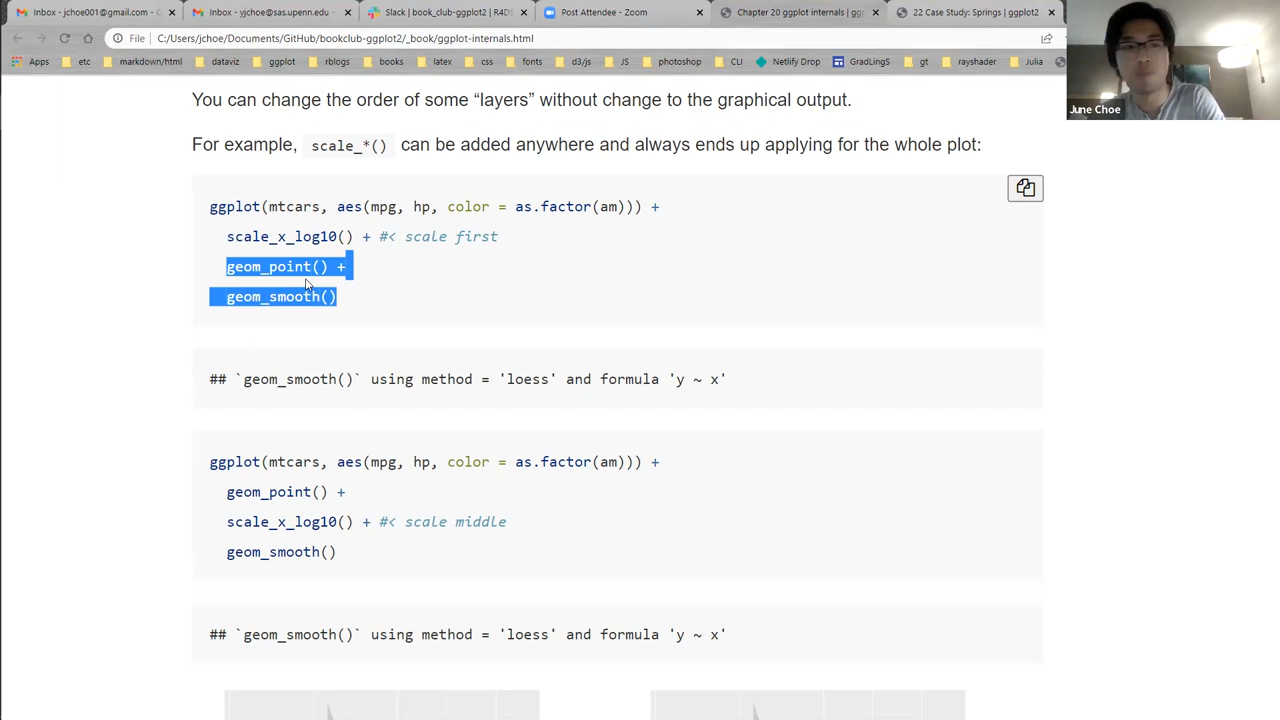 Inbox - jchoe001@gmail.com - G
Inbox - yjchoe@sas.upenn.edu -
Slack | book_club-ggplot2 | R4DS
Post Attendee - Zoom
Chapter 20 ggplot internals | gg
22 Case Study: Springs | ggplot2
File
C:/Users/jchoe/Documents/GitHub/bookclub-ggplot2/_book/ggplot-internals.html
Apps
etc
markdown/html
dataviz
ggplot
rblogs
books
latex
css
fonts
d3/js
JS
photoshop
CLI
Netlify Drop
GradLingS
gt
rayshader
Julia
June Choe
You can change the order of some “layers” without change to the graphical output.
For example, scale_*() can be added anywhere and always ends up applying for the whole plot:
ggplot(mtcars, aes(mpg, hp, color = as.factor(am))) +
scale_x_log10() + #< scale first
geom_point() +
geom_smooth()
## `geom_smooth()` using method = 'loess' and formula 'y ~ x'
ggplot(mtcars, aes(mpg, hp, color = as.factor(am))) +
geom_point() +
scale_x_log10() + #< scale middle
geom_smooth()
## `geom_smooth()` using method = 'loess' and formula 'y ~ x'